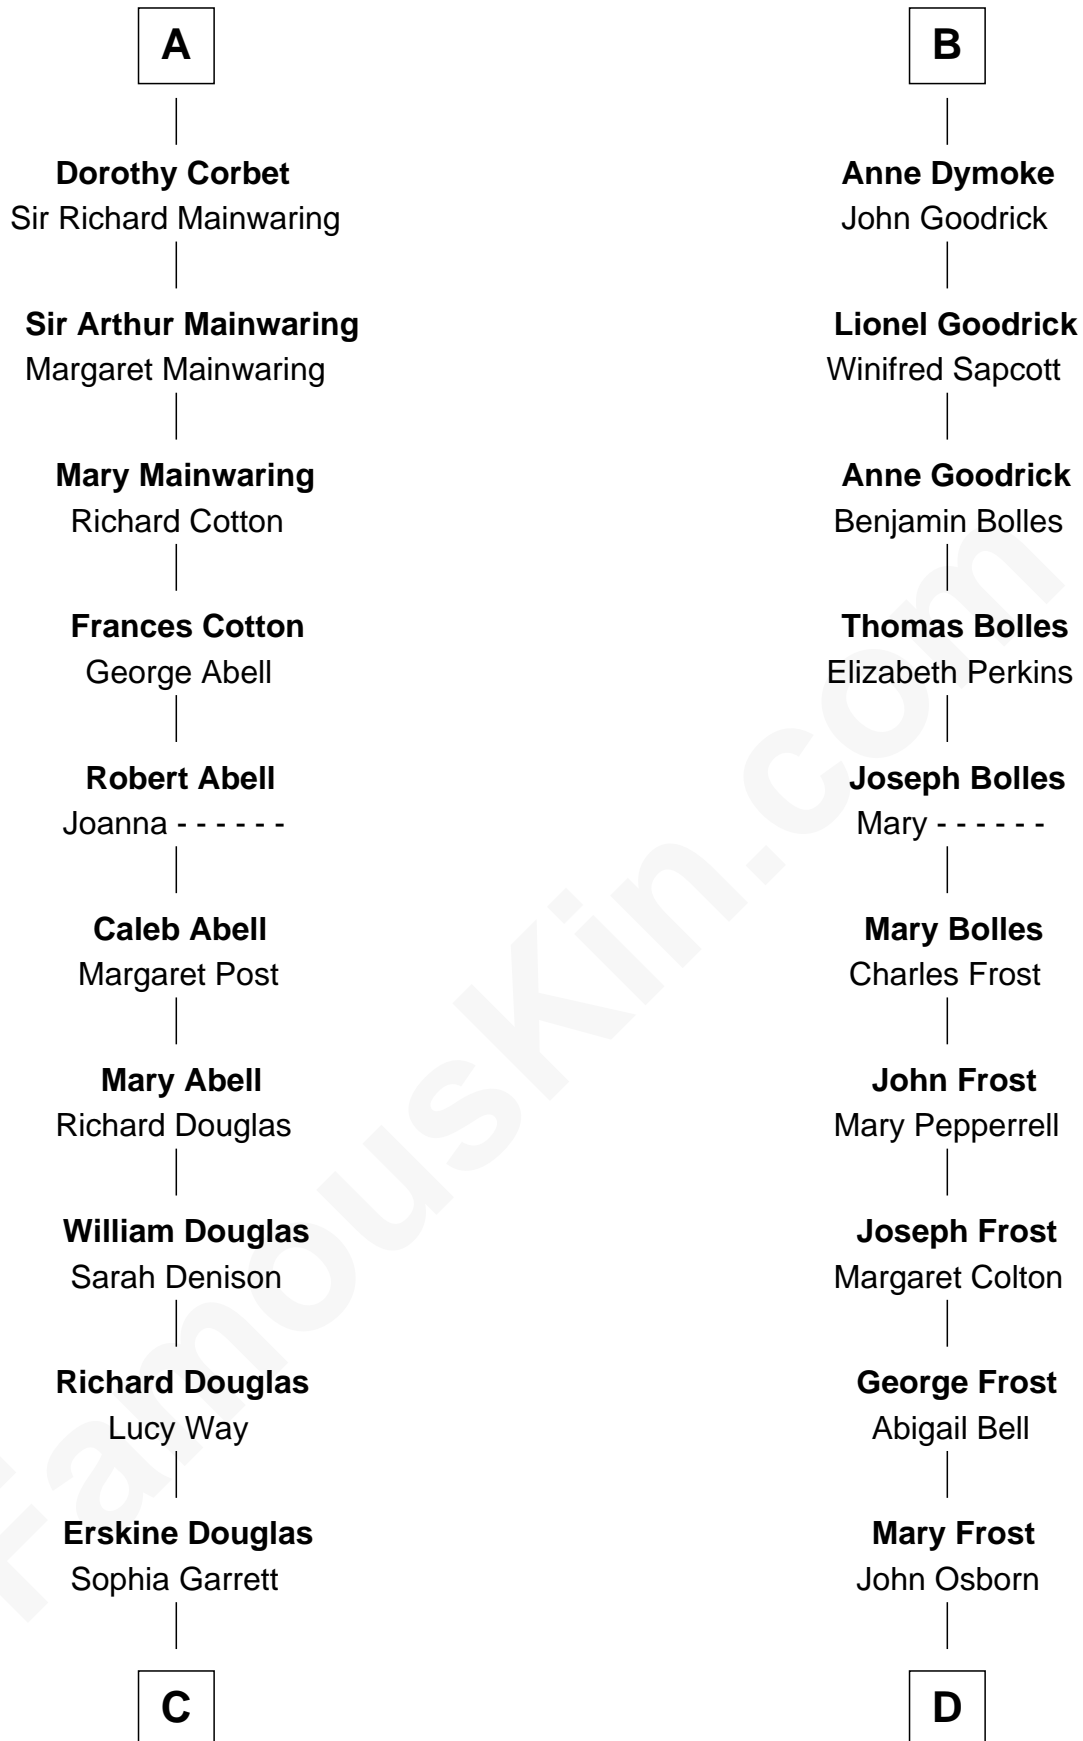 A
Dorothy Corbet
Sir Richard Mainwaring
Sir Arthur Mainwaring
Margaret Mainwaring
Mary Mainwaring
Richard Cotton
Frances Cotton
George Abell
Robert Abell
Joanna - - - - - -
Caleb Abell
Margaret Post
Mary Abell
Richard Douglas
William Douglas
Sarah Denison
Richard Douglas
Lucy Way
Erskine Douglas
Sophia Garrett
C
B
Anne Dymoke
John Goodrick
Lionel Goodrick
Winifred Sapcott
Anne Goodrick
Benjamin Bolles
Thomas Bolles
Elizabeth Perkins
Joseph Bolles
Mary - - - - - -
Mary Bolles
Charles Frost
John Frost
Mary Pepperrell
Joseph Frost
Margaret Colton
George Frost
Abigail Bell
Mary Frost
John Osborn
D
FamousKin.com